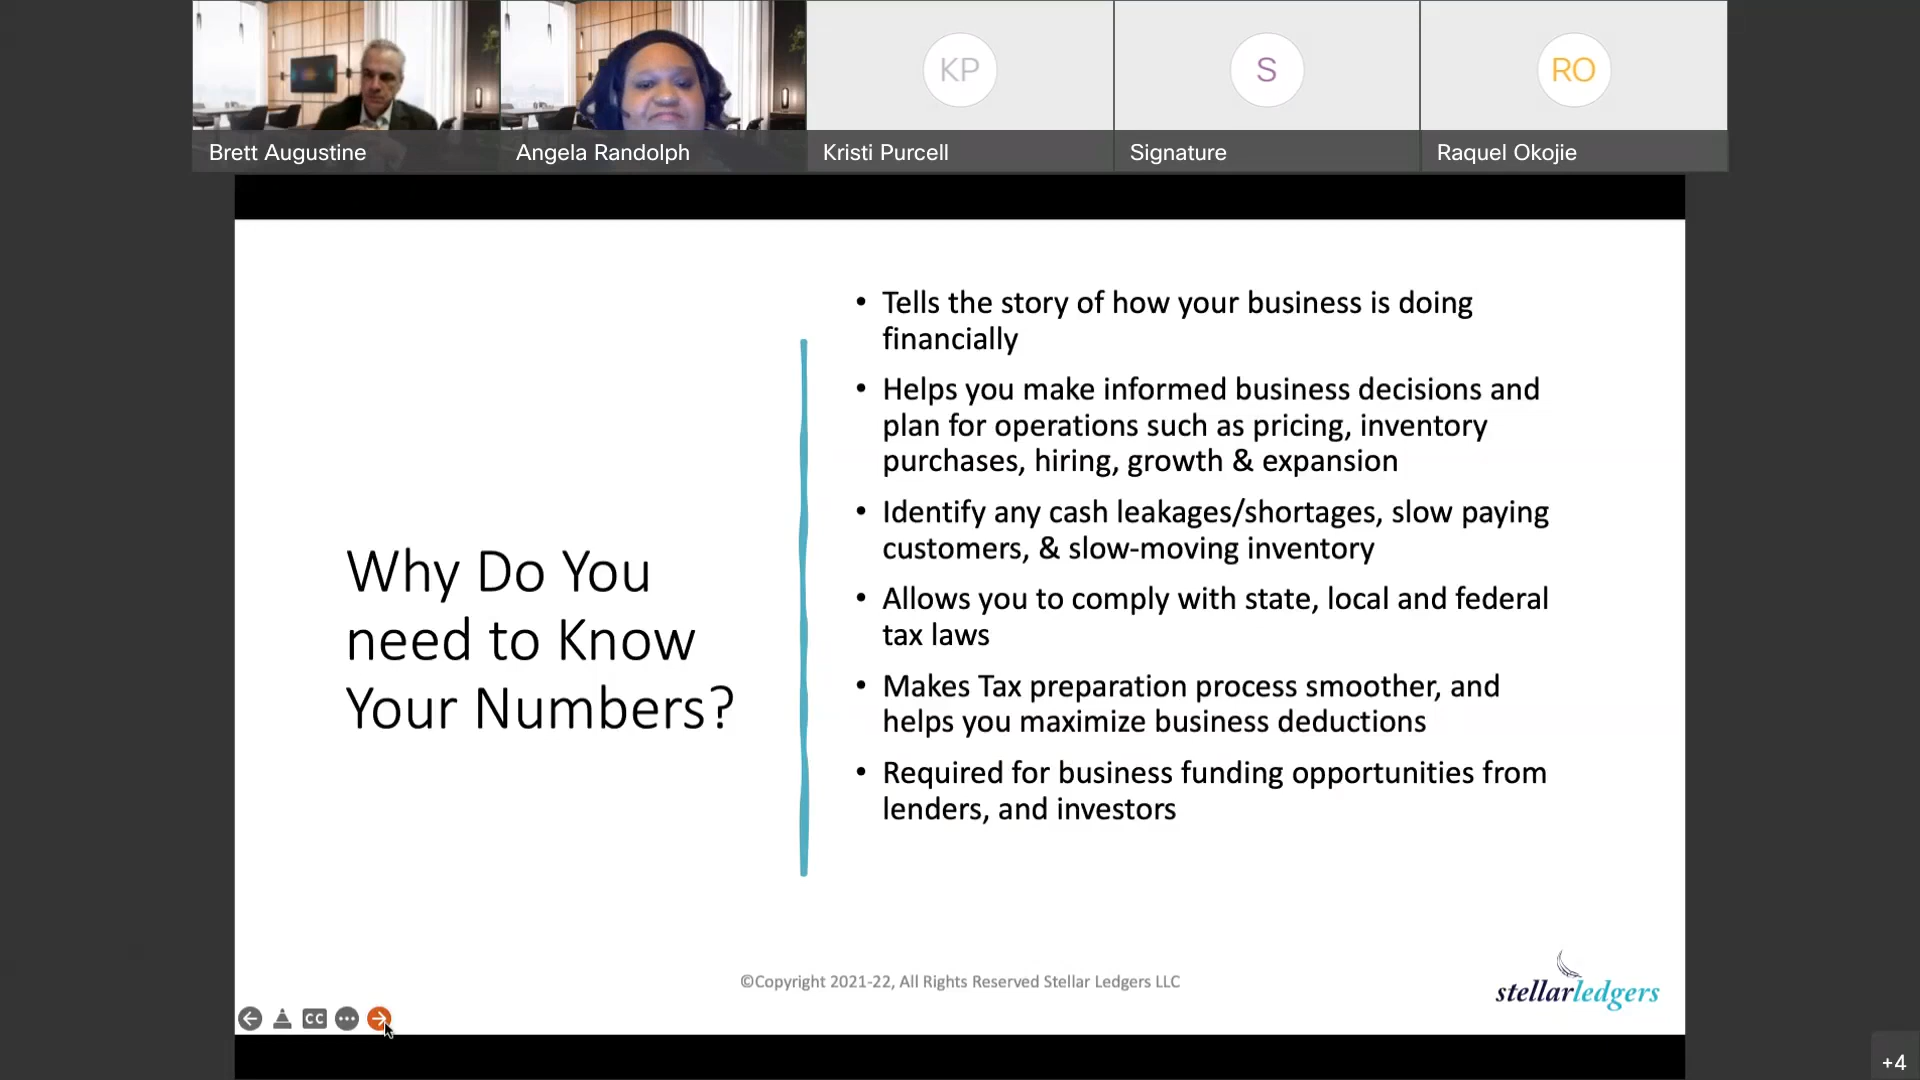 KP
S
RO
Brett Augustine
Angela Randolph
Kristi Purcell
Signature
Raquel Okojie
Why Do You
need to Know
Your Numbers?
• Tells the story of how your business is doing
financially
• Helps you make informed business decisions and
plan for operations such as pricing, inventory
purchases, hiring, growth & expansion
• Identify any cash leakages/shortages, slow paying
customers, & slow-moving inventory
• Allows you to comply with state, local and federal
tax laws
• Makes Tax preparation process smoother, and
helps you maximize business deductions
• Required for business funding opportunities from
lenders, and investors
©Copyright 2021-22, All Rights Reserved Stellar Ledgers LLC
stellarledgers
CC
+4